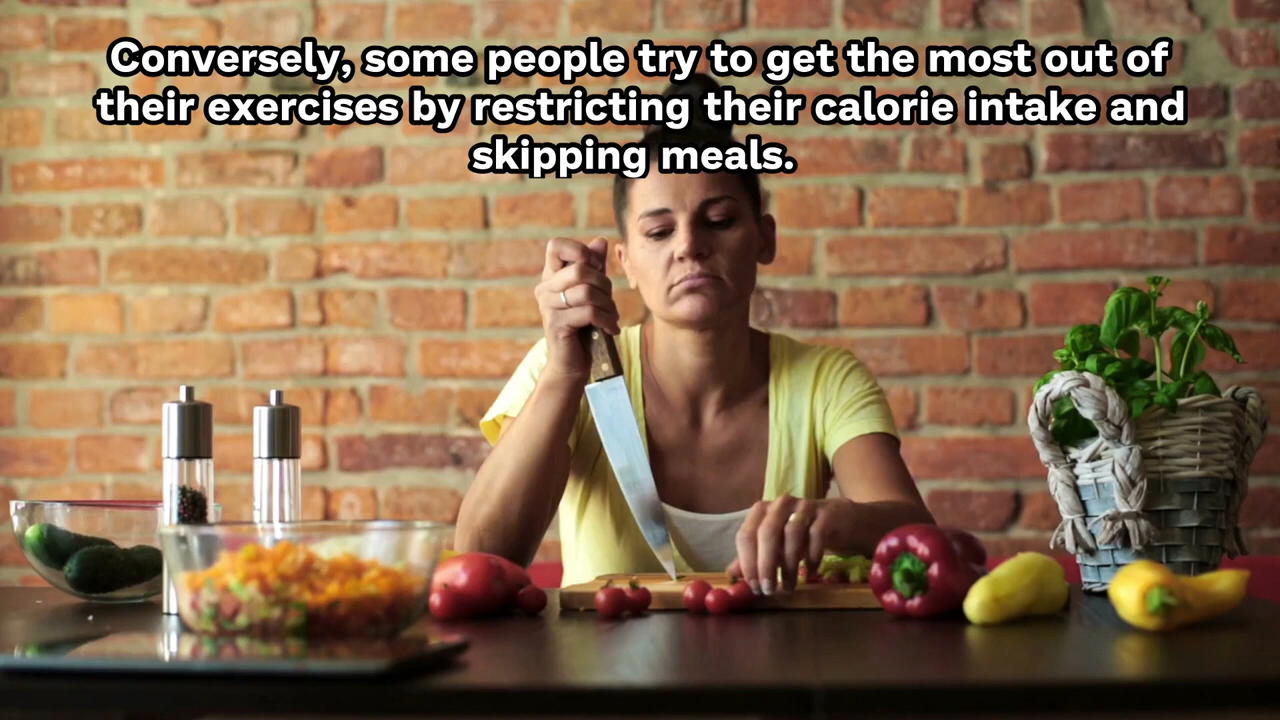 Conversely, some people try to get the most out of
their exercises by restricting their calorie intake and
skipping meals.